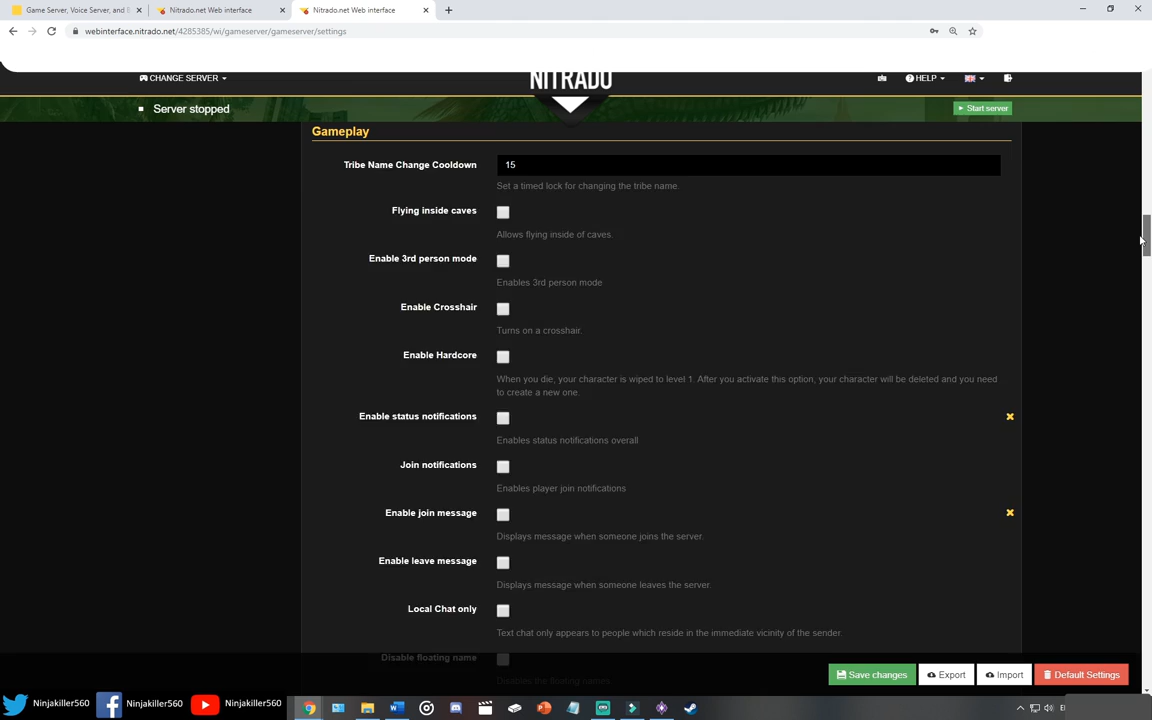 Game Server, Voice Server, and
Nitrado.net Web interface
Nitrado.net Web interface
webinterface.nitrado.net/4285385/wi/gameserver/gameserver/settings
CHANGE SERVER
NITRADO
HELP
Server stopped
Start server
Gameplay
Tribe Name Change Cooldown
15
Set a timed lock for changing the tribe name.
Flying inside caves
Allows flying inside of caves.
Enable 3rd person mode
Enables 3rd person mode
Enable Crosshair
Turns on a crosshair.
Enable Hardcore
When you die, your character is wiped to level 1. After you activate this option, your character will be deleted and you need
to create a new one.
Enable status notifications
Enables status notifications overall
Join notifications
Enables player join notifications
Enable join message
Displays message when someone joins the server.
Enable leave message
Displays message when someone leaves the server.
Local Chat only
Text chat only appears to people which reside in the immediate vicinity of the sender.
Disable floating name
Disables the floating names.
Save changes
Export
Import
Default Settings
Ninjakiller560
Ninjakiller560
Ninjakiller560